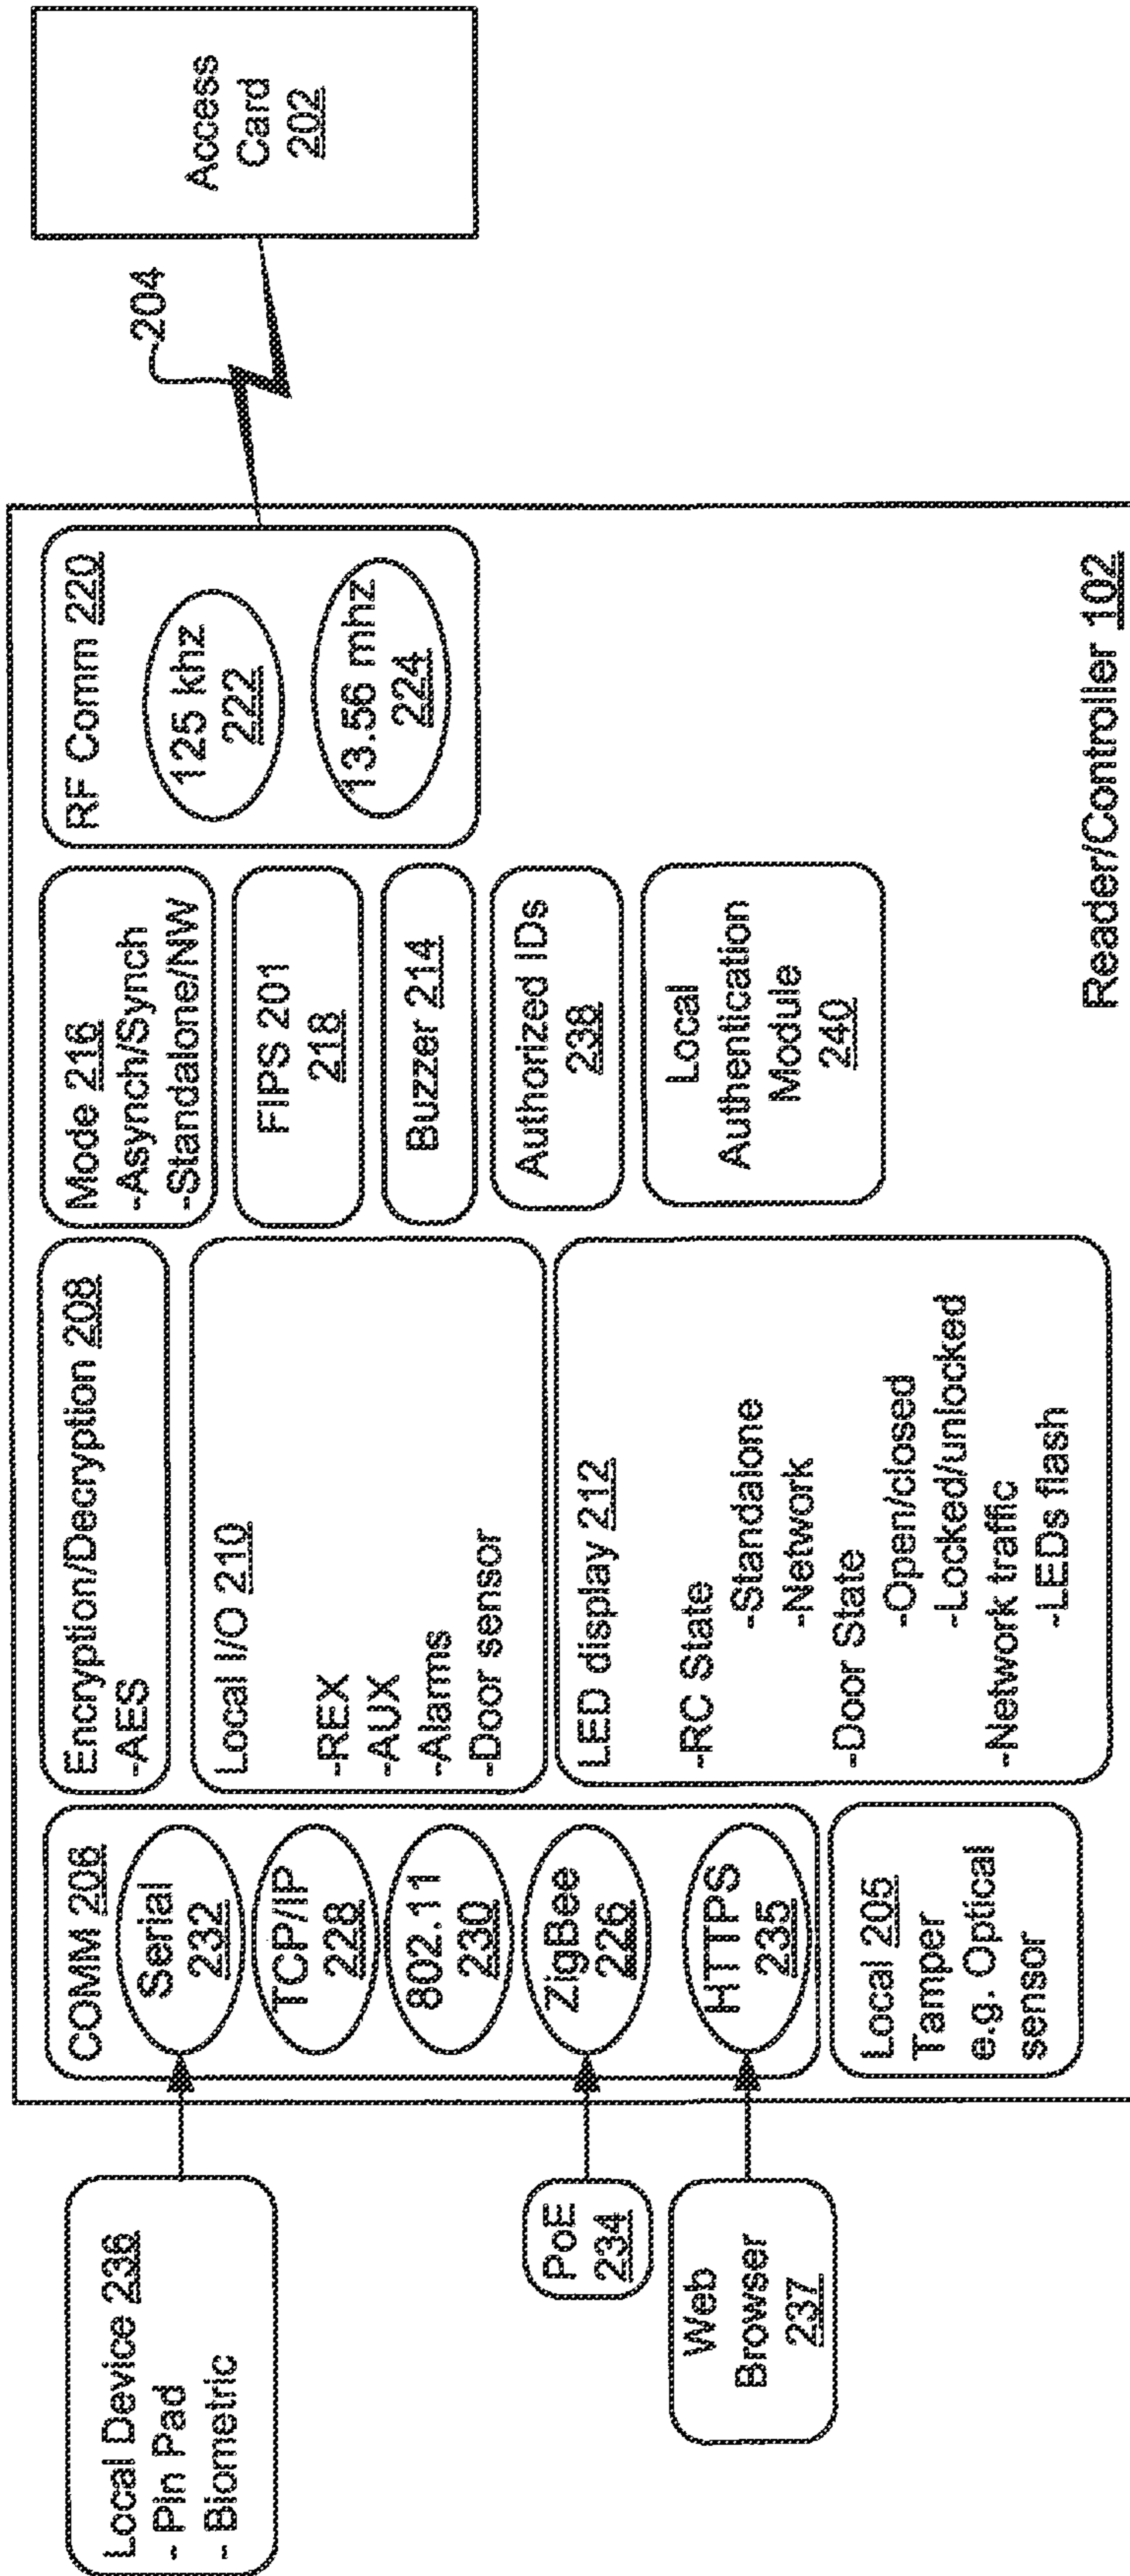 Local Device 236
- Pin Pad
- Biometric
PoE
234
Web
Browser
237
COMM 206
Serial
232
TCP/IP
228
802.11
230
ZigBee
226
HTTPS
235
Local 205
Tamper
e.g. Optical
sensor
Encryption/Decryption 208
-AES
Local I/O 210
-REX
-AUX
-Alarms
-Door sensor
LED display 212
-RC State
-Standalone
-Network
-Door State
-Open/closed
-Locked/unlocked
-Network traffic
-LEDs flash
Mode 216
-Asynch/Synch
-Standalone/NW
FIPS 201
218
Buzzer 214
Authorized IDs
238
Local
Authentication
Module
240
RF Comm 220
125 khz
222
13.56 mhz
224
Reader/Controller 102
204
Access
Card
202